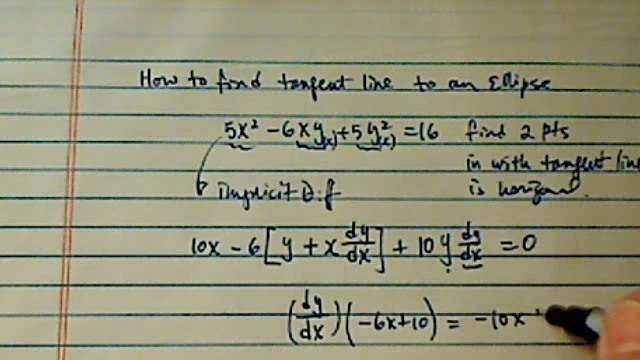 How to find tangent line to an Ellipse
5x² - 6xy(x) + 5y²(x) = 16 find 2 pts
in with tangent line
Implicit Dif is horizontal.
10x - 6[y + x dy/dx] + 10y dy/dx = 0
(dy/dx)(-6x+10) = -10x